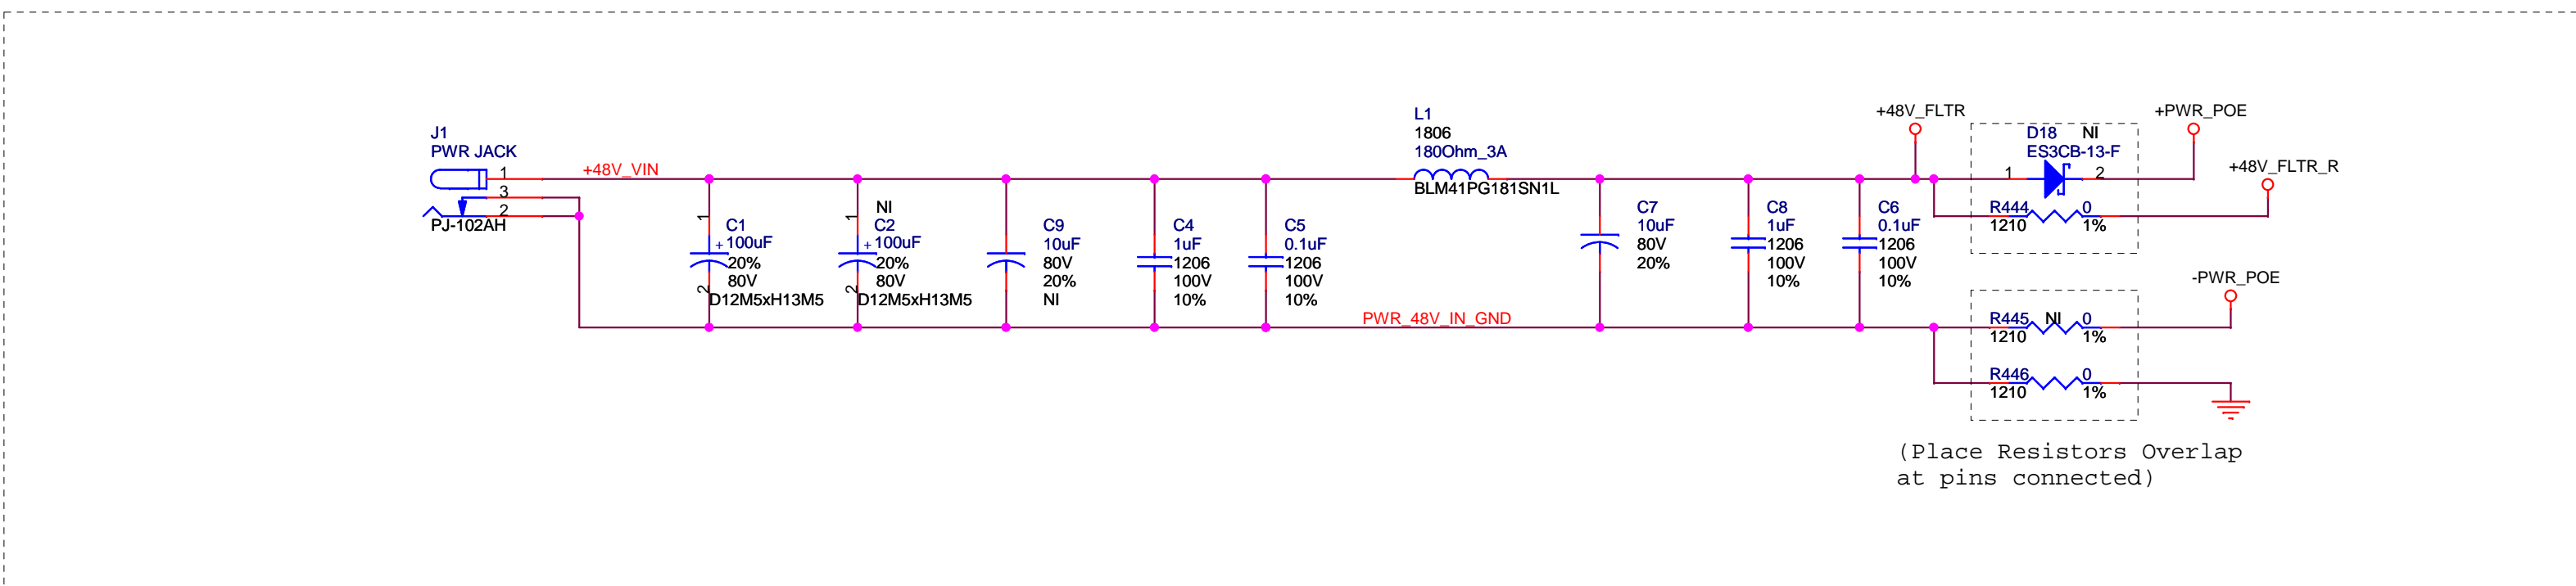 J1
PWR JACK
1
3
2
PJ-102AH
+48V_VIN
1
C1
+ 100uF
20%
80V
2
D12M5xH13M5
NI
1
C2
+ 100uF
20%
80V
2
D12M5xH13M5
C9
10uF
80V
20%
NI
C4
1uF
1206
100V
10%
C5
0.1uF
1206
100V
10%
L1
1806
180Ohm_3A
BLM41PG181SN1L
PWR_48V_IN_GND
C7
10uF
80V
20%
C8
1uF
1206
100V
10%
C6
0.1uF
1206
100V
10%
+48V_FLTR
D18 NI
ES3CB-13-F
1 2
+PWR_POE
+48V_FLTR_R
R444 0
1210 1%
-PWR_POE
R445 NI 0
1210 1%
R446 0
1210 1%
(Place Resistors Overlap
at pins connected)